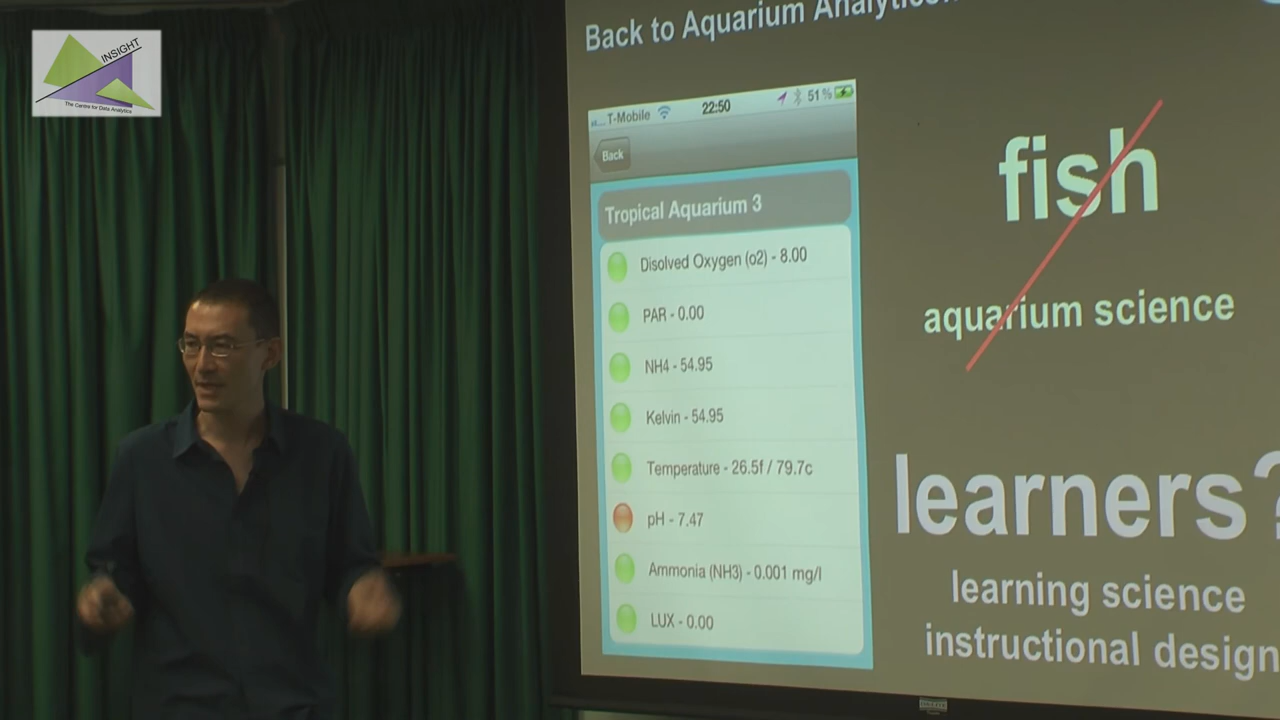 INSIGHT
The Centre for Data Analytics
Back to Aquarium Analytics
T-Mobile 22:50 51%
Back
Tropical Aquarium 3
Disolved Oxygen (o2) - 8.00
PAR - 0.00
NH4 - 54.95
Kelvin - 54.95
Temperature - 26.5f / 79.7c
pH - 7.47
Ammonia (NH3) - 0.001 mg/l
LUX - 0.00
fish
aquarium science
learners?
learning science
instructional design